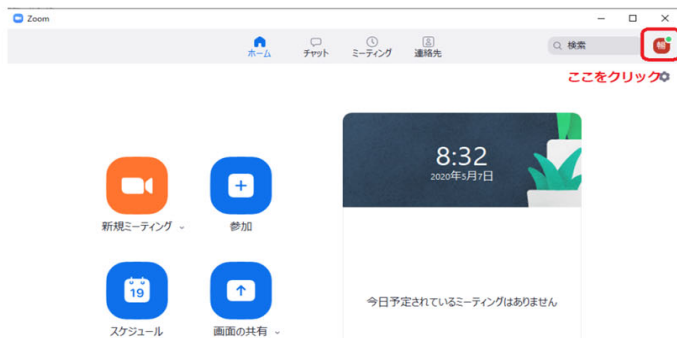 Zoom
ホーム
チャット
ミーティング
連絡先
検索
ここをクリック
8:32
2020年5月7日
新規ミーティング
参加
19
スケジュール
画面の共有
今日予定されているミーティングはありません